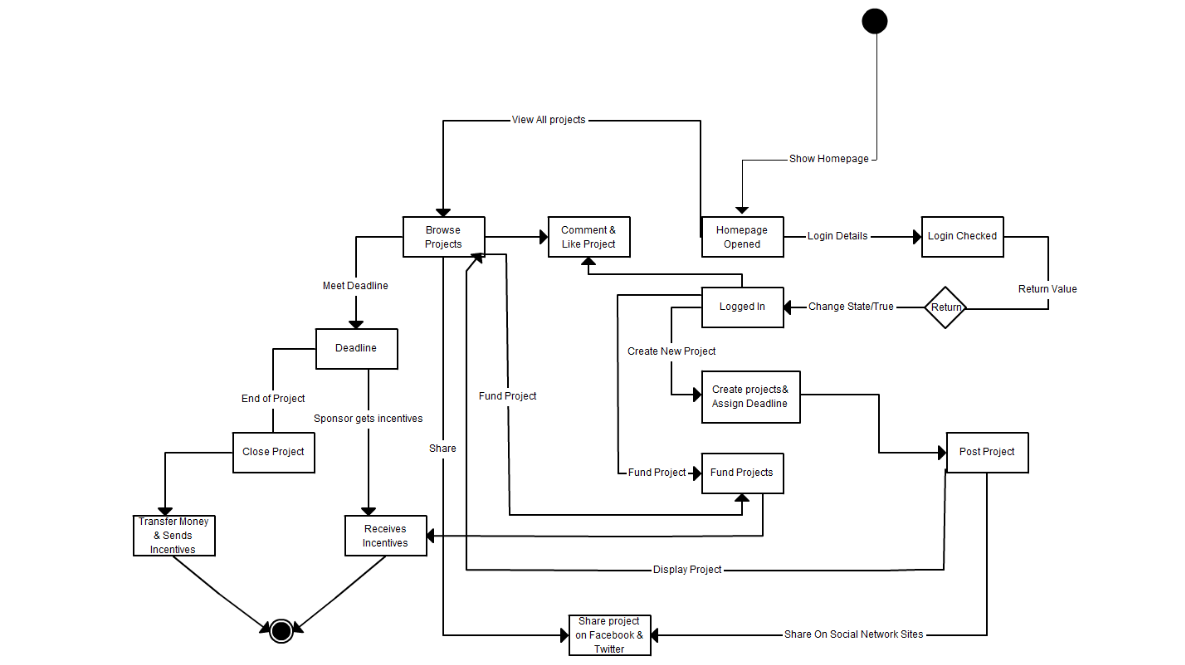 View All projects
Show Homepage
Browse
Projects
Comment &
Like Project
Homepage
Opened
Login Details
Login Checked
Meet Deadline
Return Value
Logged In
Change State/True
Return
Deadline
Create New Project
Create projects&
Assign Deadline
End of Project
Fund Project
Sponsor gets incentives
Close Project
Share
Fund Project
Fund Projects
Post Project
Transfer Money
& Sends
Incentives
Receives
Incentives
Display Project
Share project
on Facebook &
Twitter
Share On Social Network Sites